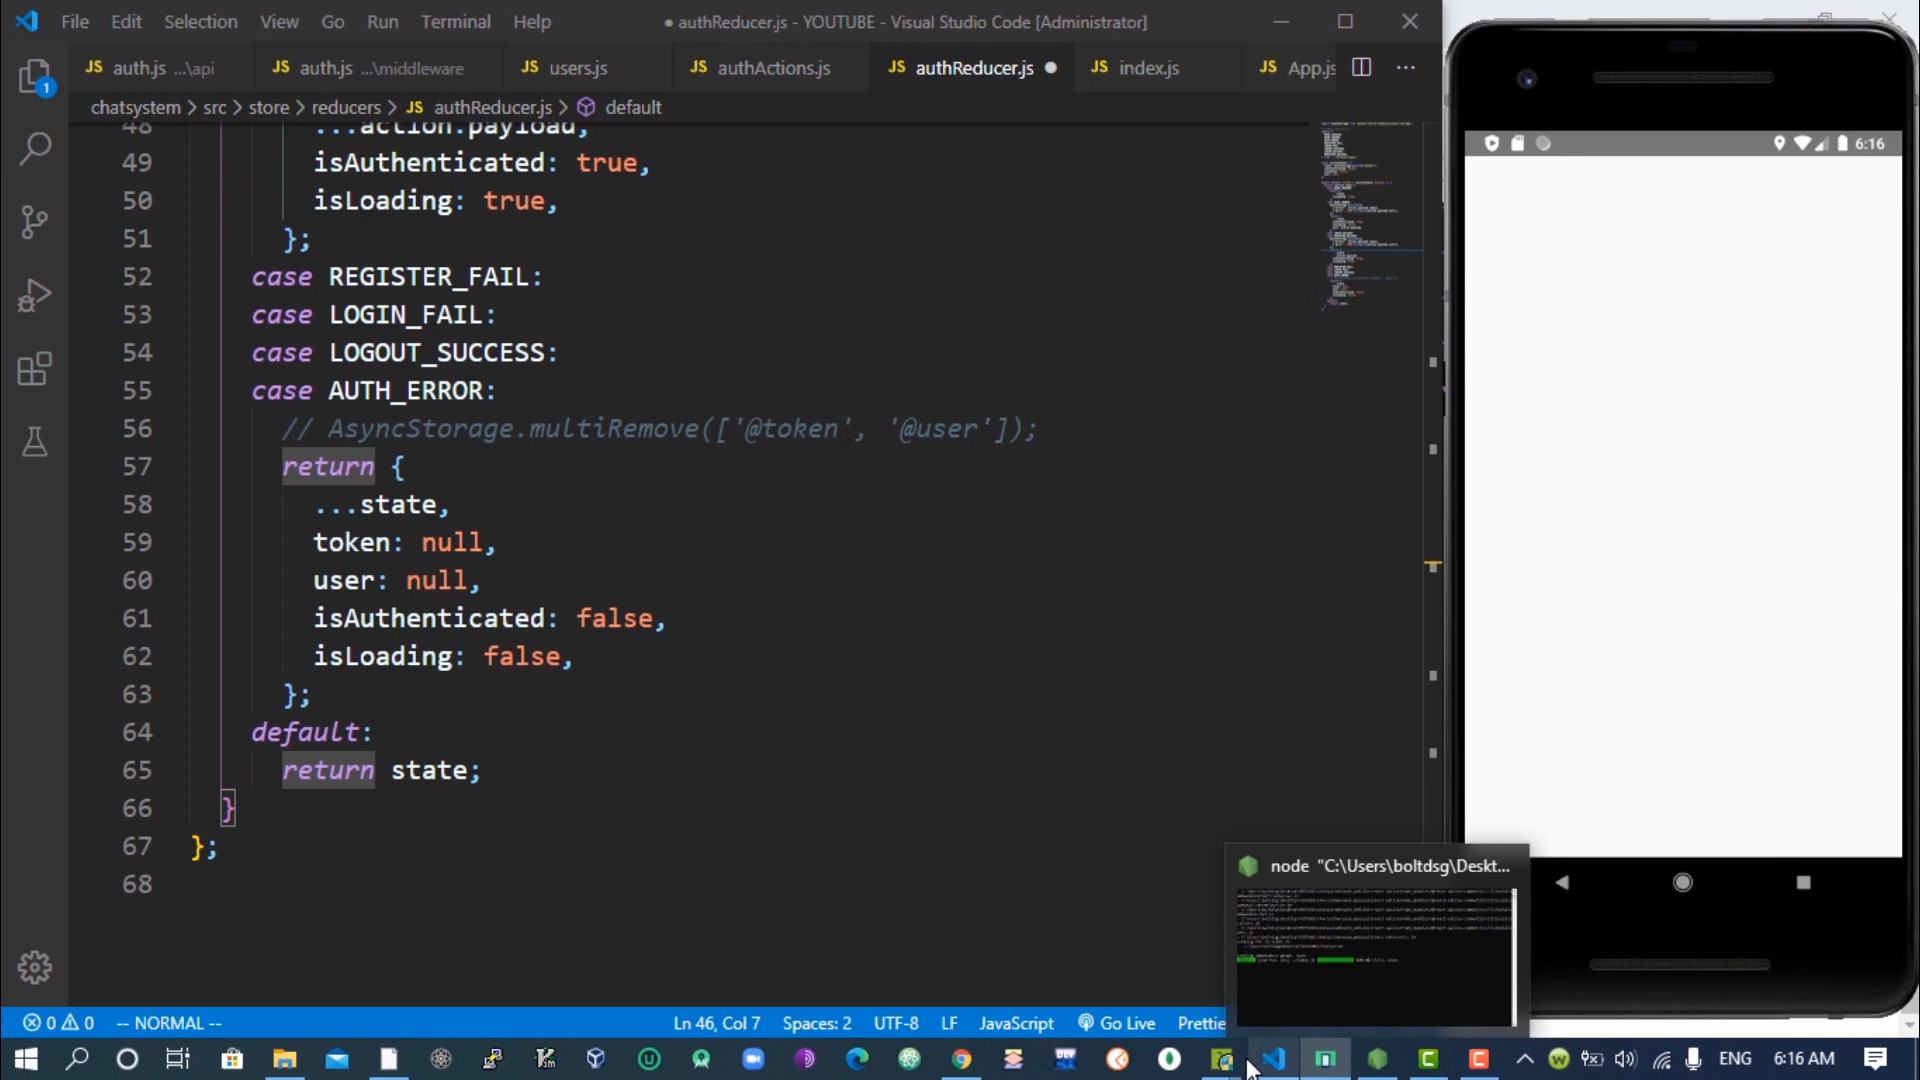 File Edit Selection View Go Run Terminal Help
● authReducer.js - YOUTUBE - Visual Studio Code [Administrator]
JS auth.js ...\api
JS auth.js ...\middleware
JS users.js
JS authActions.js
JS authReducer.js ●
JS index.js
JS App.js
chatsystem > src > store > reducers > JS authReducer.js > default
48 ...action.payload,
49 isAuthenticated: true,
50 isLoading: true,
51 };
52 case REGISTER_FAIL:
53 case LOGIN_FAIL:
54 case LOGOUT_SUCCESS:
55 case AUTH_ERROR:
56 // AsyncStorage.multiRemove(['@token', '@user']);
57 return {
58 ...state,
59 token: null,
60 user: null,
61 isAuthenticated: false,
62 isLoading: false,
63 };
64 default:
65 return state;
66 }
67 };
68
1
6:16
node "C:\Users\boltdsg\Deskt...
0 0 -- NORMAL --
Ln 46, Col 7 Spaces: 2 UTF-8 LF JavaScript Go Live Prettie
ENG 6:16 AM